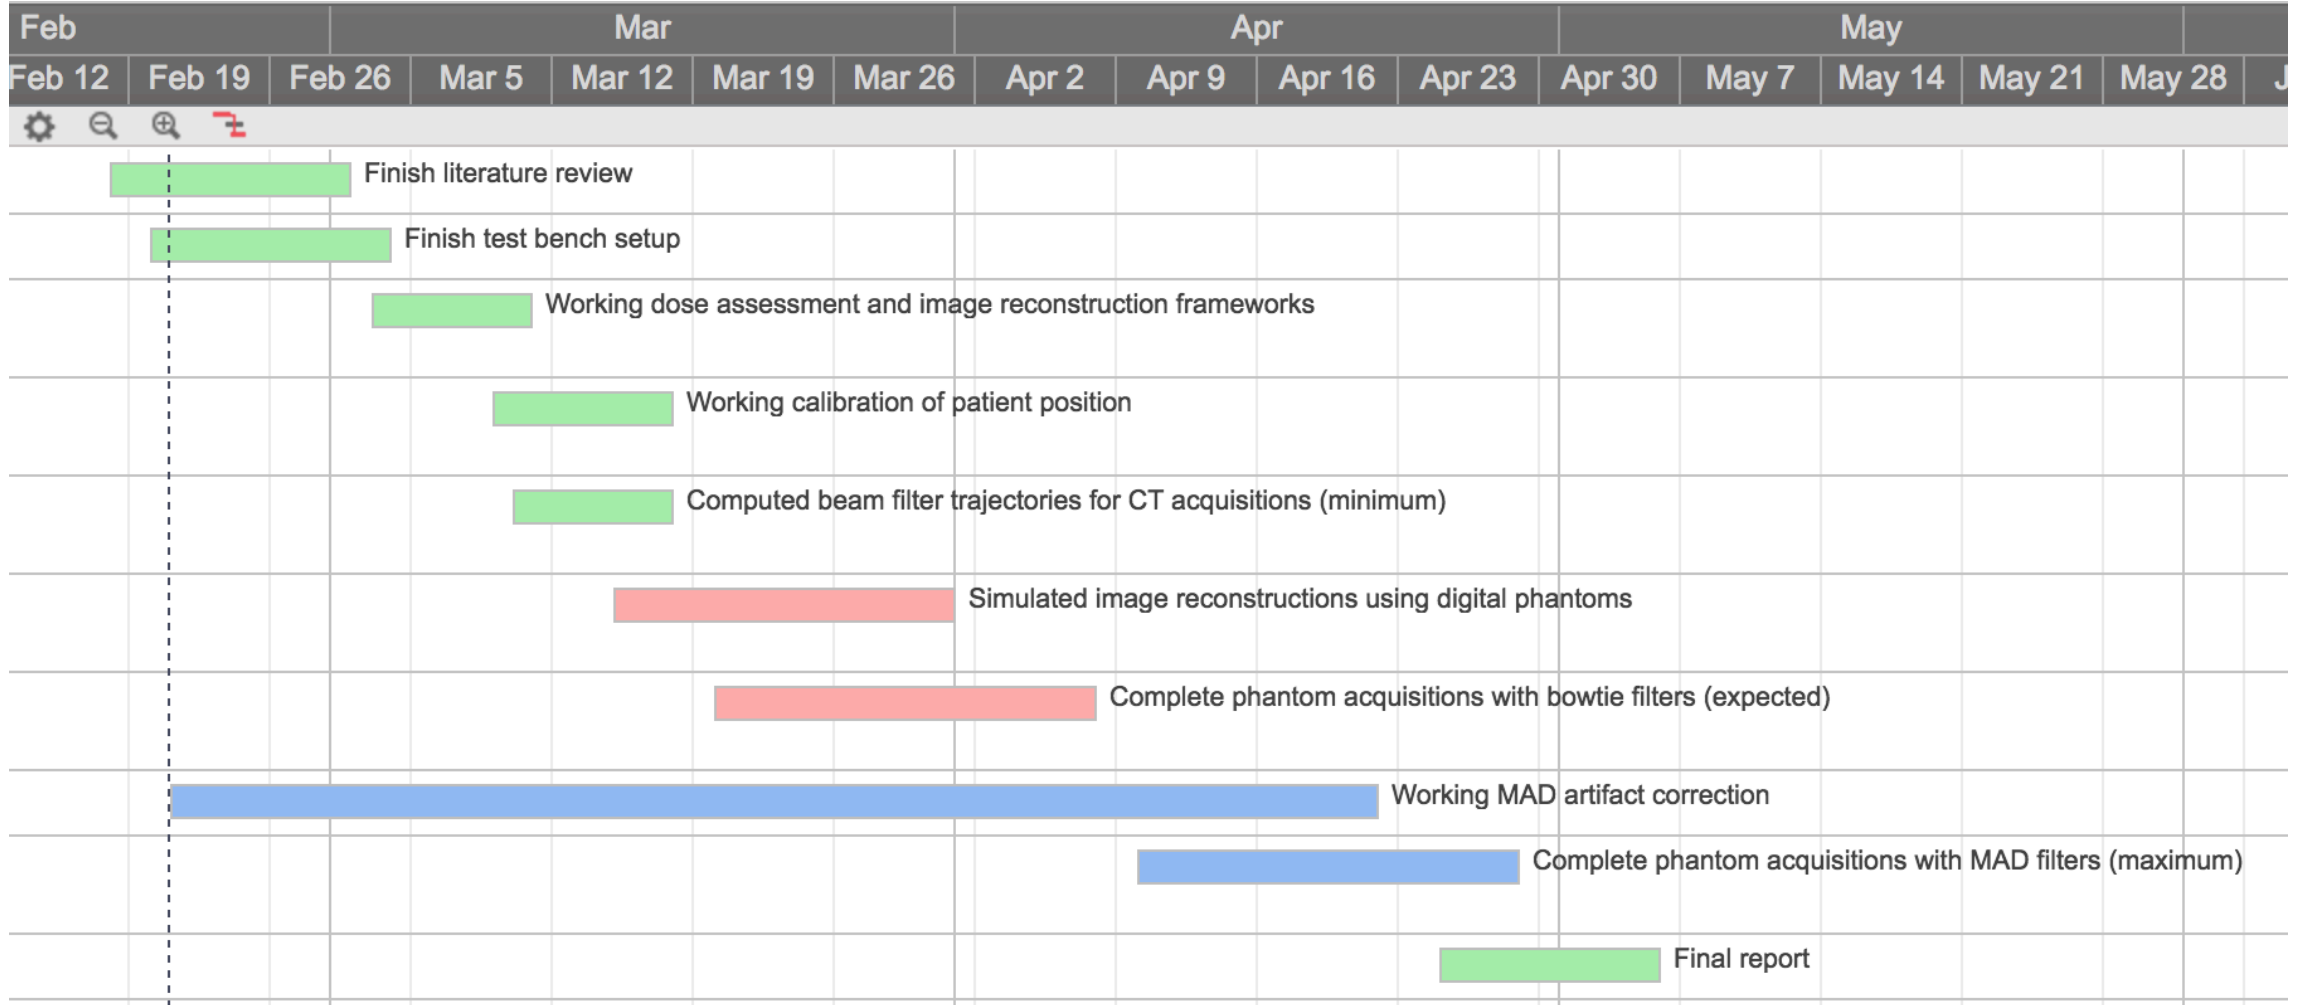 Feb Mar Apr May
Feb 12 Feb 19 Feb 26 Mar 5 Mar 12 Mar 19 Mar 26 Apr 2 Apr 9 Apr 16 Apr 23 Apr 30 May 7 May 14 May 21 May 28 J
Finish literature review
Finish test bench setup
Working dose assessment and image reconstruction frameworks
Working calibration of patient position
Computed beam filter trajectories for CT acquisitions (minimum)
Simulated image reconstructions using digital phantoms
Complete phantom acquisitions with bowtie filters (expected)
Working MAD artifact correction
Complete phantom acquisitions with MAD filters (maximum)
Final report